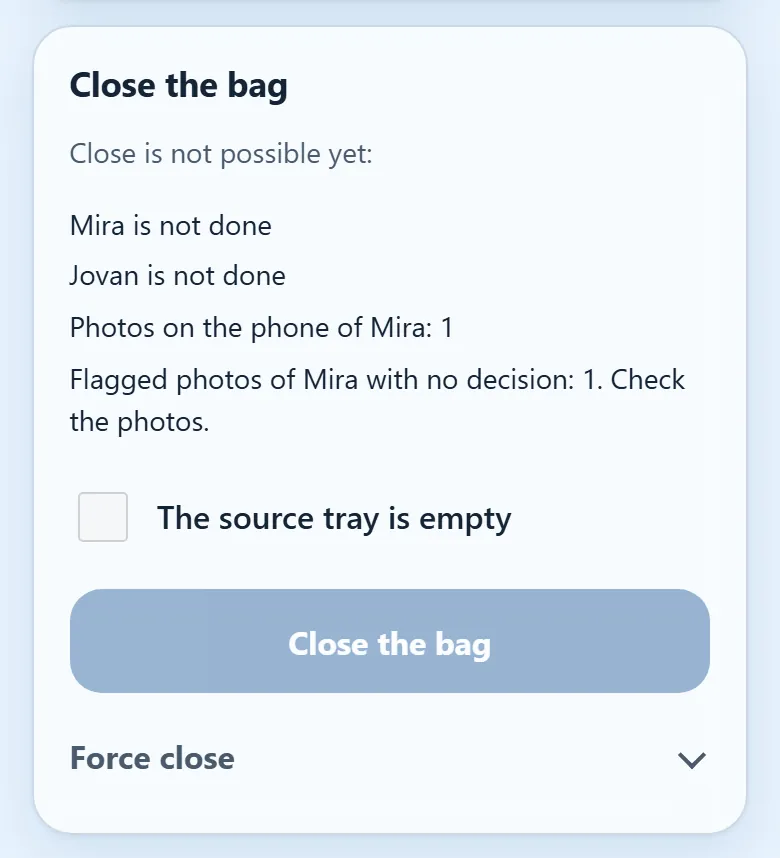 Close the bag
Close is not possible yet:
Mira is not done
Jovan is not done
Photos on the phone of Mira: 1
Flagged photos of Mira with no decision: 1. Check
the photos.
The source tray is empty
Close the bag
Force close